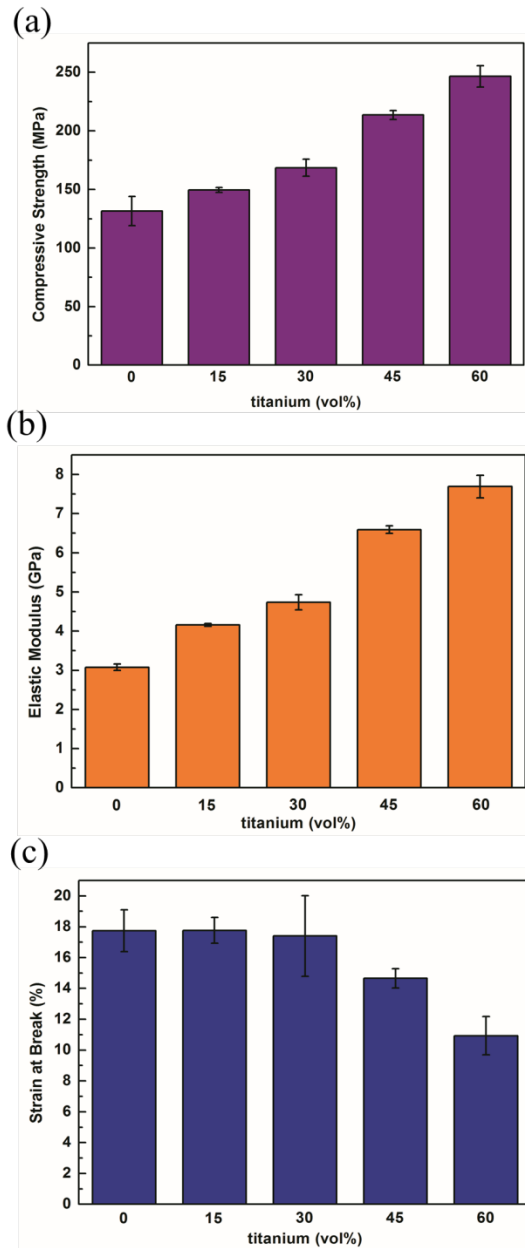 (a)
Compressive Strength (MPa)
250
200
150
100
50
0
0 15 30 45 60
titanium (vol%)
(b)
Elastic Modulus (GPa)
8
7
6
5
4
3
2
1
0
0 15 30 45 60
titanium (vol%)
(c)
Strain at Break (%)
20
18
16
14
12
10
8
6
4
2
0
0 15 30 45 60
titanium (vol%)